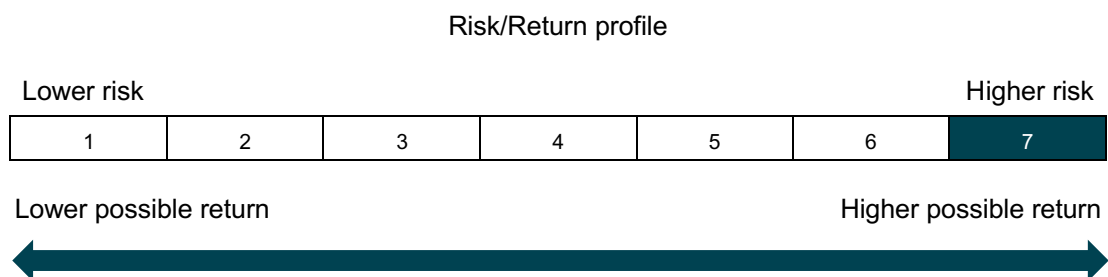 Risk/Return profile
Lower risk Higher risk
1 2 3 4 5 6 7
Lower possible return Higher possible return